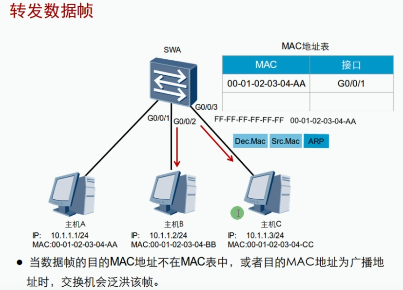 转发数据帧
MAC地址表
SWA
MAC 接口
00-01-02-03-04-AA G0/0/1
G0/0/3
G0/0/1 G0/0/2
FF-FF-FF-FF-FF-FF 00-01-02-03-04-AA
Dec.Mac Src.Mac ARP
主机A 主机B 主机C
IP: 10.1.1.1/24 IP: 10.1.1.2/24 IP: 10.1.1.3/24
MAC:00-01-02-03-04-AA MAC:00-01-02-03-04-BB MAC:00-01-02-03-04-CC
● 当数据帧的目的MAC地址不在MAC表中，或者目的MAC地址为广播地
址时，交换机会泛洪该帧。